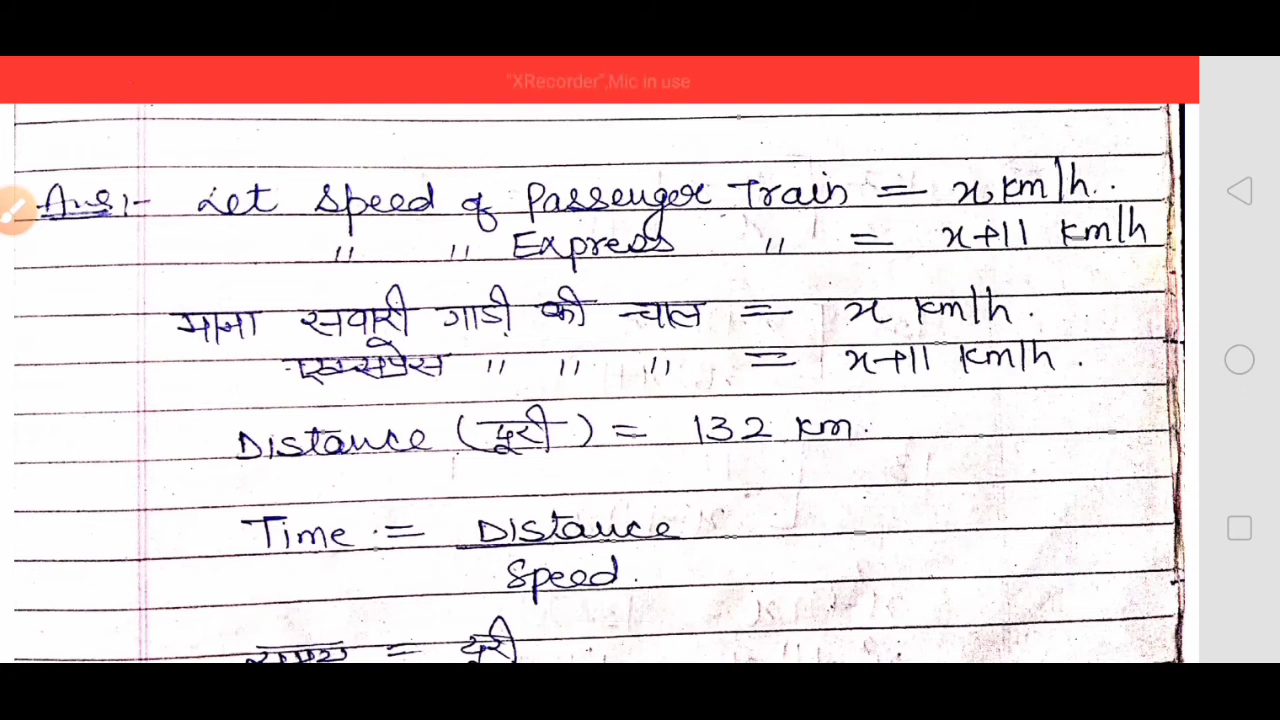 "XRecorder",Mic in use
Ans:- Let Speed of Passenger Train = x km/h.
" " Express " = x+11 km/h
माना सवारी गाडी की चाल = x km/h.
एक्सप्रेस " " " = x+11 km/h.
Distance (दूरी) = 132 km.
Time = Distance
Speed.
समय = दूरी